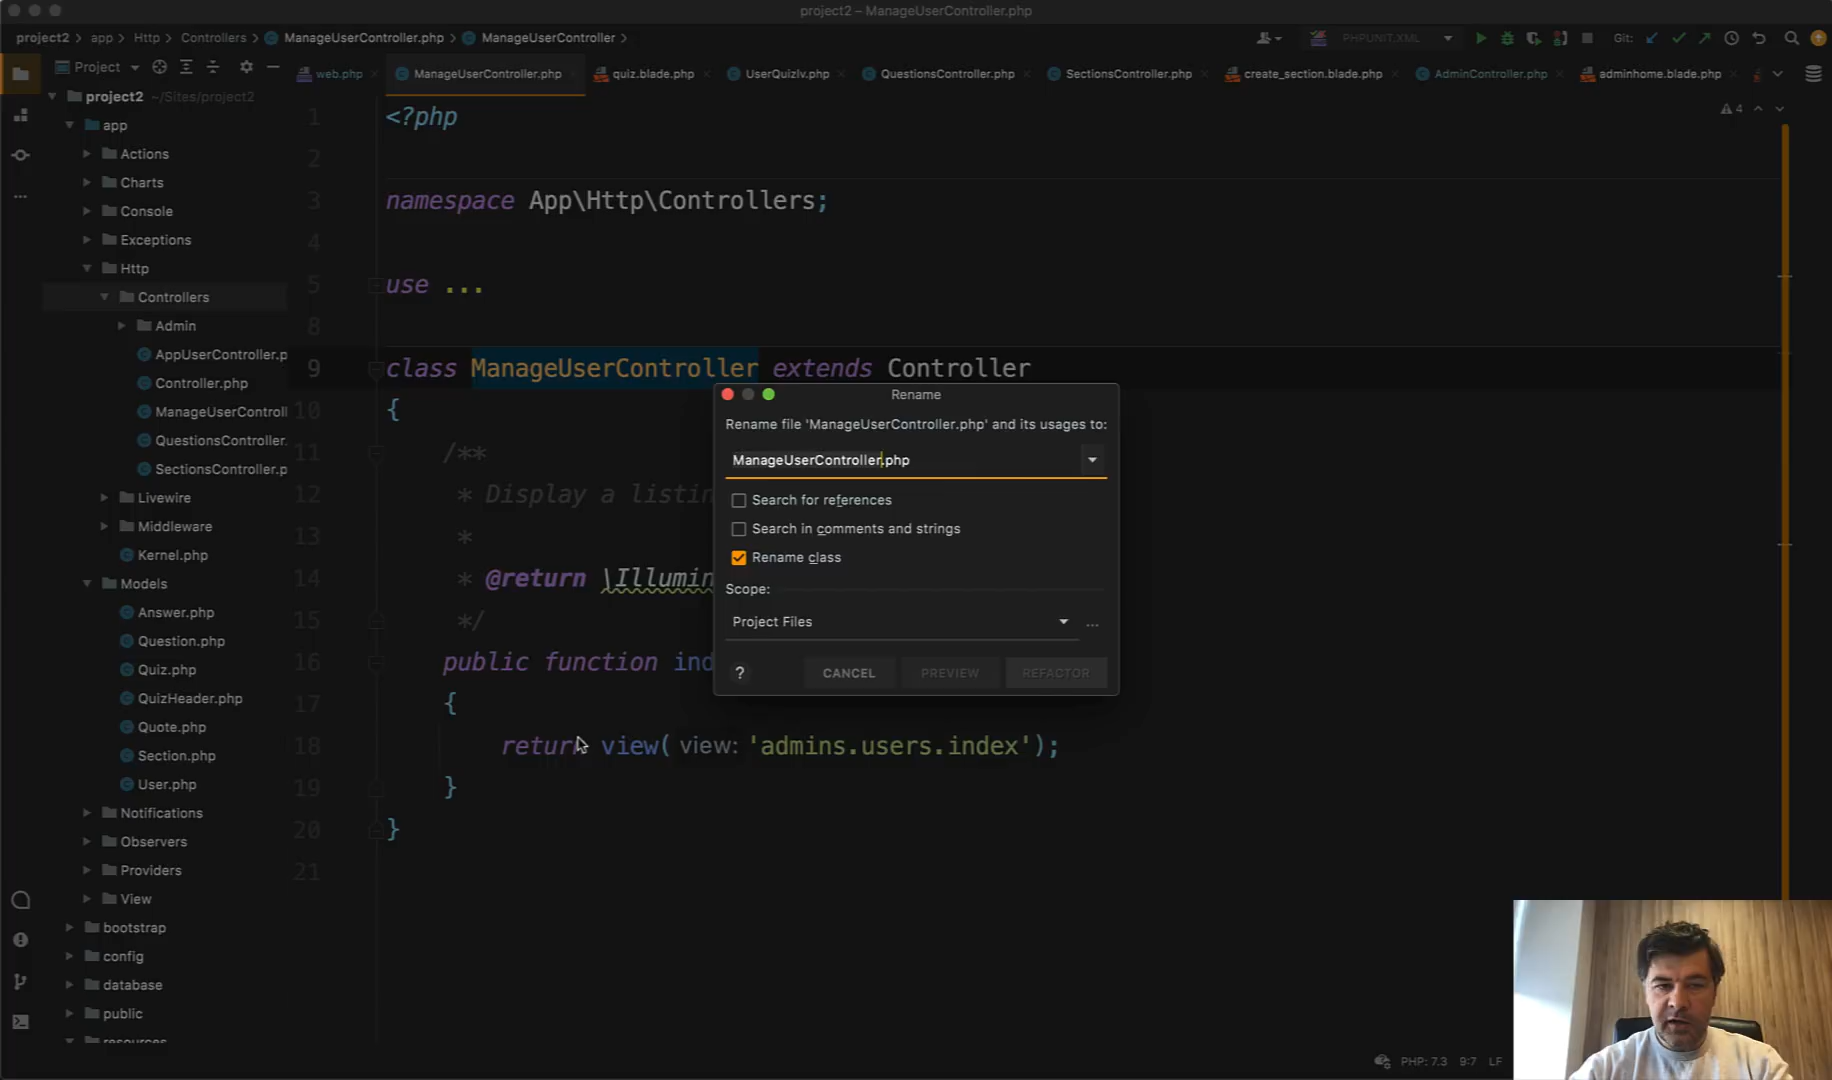 project2 – ManageUserController.php
project2 app Http Controllers ManageUserController.php ManageUserController
PHPUNIT.XML
Git:
Project
web.php
ManageUserController.php
quiz.blade.php
UserQuizlv.php
QuestionsController.php
SectionsController.php
create_section.blade.php
AdminController.php
adminhome.blade.php
project2 ~/Sites/project2
app
Actions
Charts
Console
Exceptions
Http
Controllers
Admin
AppUserController.p
Controller.php
ManageUserControll
QuestionsController.
SectionsController.p
Livewire
Middleware
Kernel.php
Models
Answer.php
Question.php
Quiz.php
QuizHeader.php
Quote.php
Section.php
User.php
Notifications
Observers
Providers
View
bootstrap
config
database
public
resources
4
1 <?php
2
3 namespace App\Http\Controllers;
4
5 use ...
8
9 class ManageUserController extends Controller
10 {
11 /**
12 * Display a listin
13 *
14 * @return \Illumin
15 */
16 public function ind
17 {
18 return view( view: 'admins.users.index');
19 }
20 }
21
Rename
Rename file 'ManageUserController.php' and its usages to:
ManageUserController.php
Search for references
Search in comments and strings
Rename class
Scope:
Project Files
...
? CANCEL PREVIEW REFACTOR
PHP: 7.3 9:7 LF